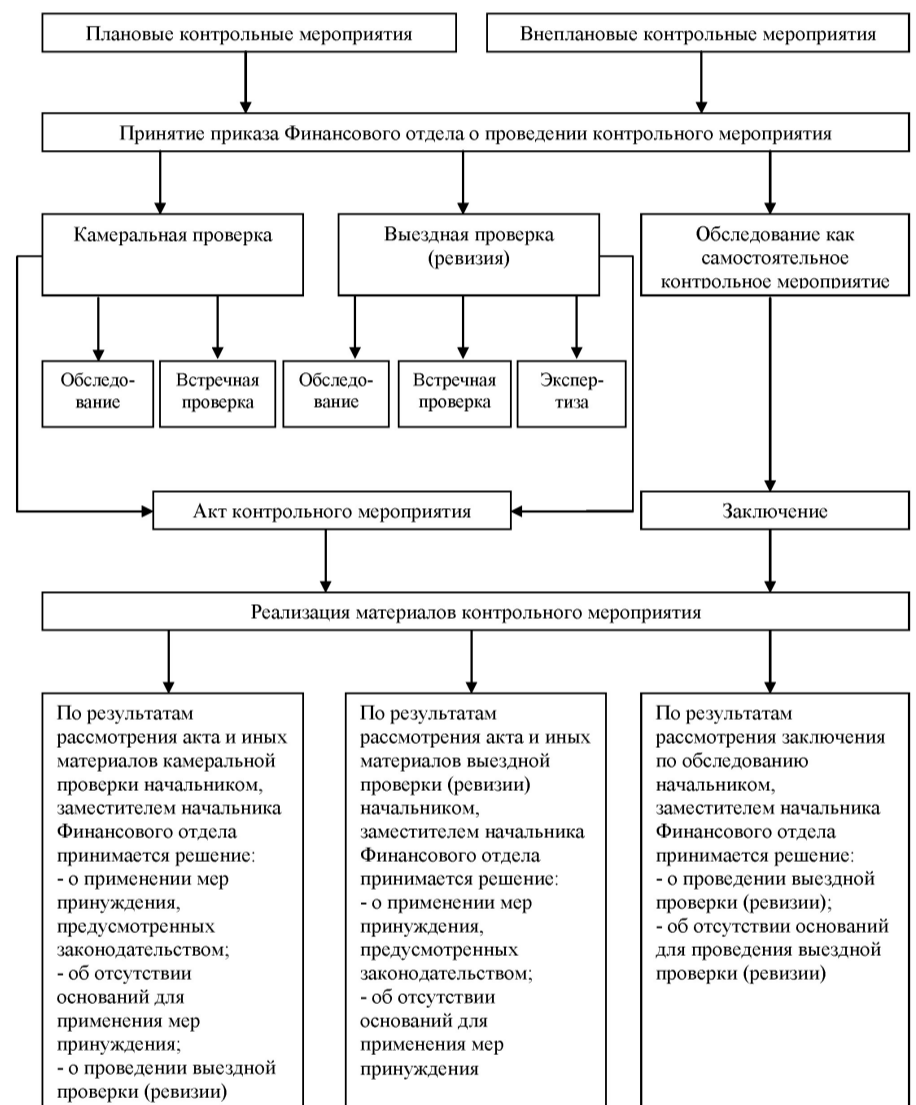 Плановые контрольные мероприятия
Внеплановые контрольные мероприятия
Принятие приказа Финансового отдела о проведении контрольного мероприятия
Камеральная проверка
Выездная проверка
(ревизия)
Обследование как
самостоятельное
контрольное мероприятие
Обследо-
вание
Встречная
проверка
Обследо-
вание
Встречная
проверка
Экспер-
тиза
Акт контрольного мероприятия
Заключение
Реализация материалов контрольного мероприятия
По результатам
рассмотрения акта и иных
материалов камеральной
проверки начальником,
заместителем начальника
Финансового отдела
принимается решение:
- о применении мер
принуждения,
предусмотренных
законодательством;
- об отсутствии
оснований для
применения мер
принуждения;
- о проведении выездной
проверки (ревизии)
По результатам
рассмотрения акта и иных
материалов выездной
проверки (ревизии)
начальником,
заместителем начальника
Финансового отдела
принимается решение:
- о применении мер
принуждения,
предусмотренных
законодательством;
- об отсутствии
оснований для
применения мер
принуждения
По результатам
рассмотрения заключения
по обследованию
начальником,
заместителем начальника
Финансового отдела
принимается решение:
- о проведении выездной
проверки (ревизии);
- об отсутствии оснований
для проведения выездной
проверки (ревизии)